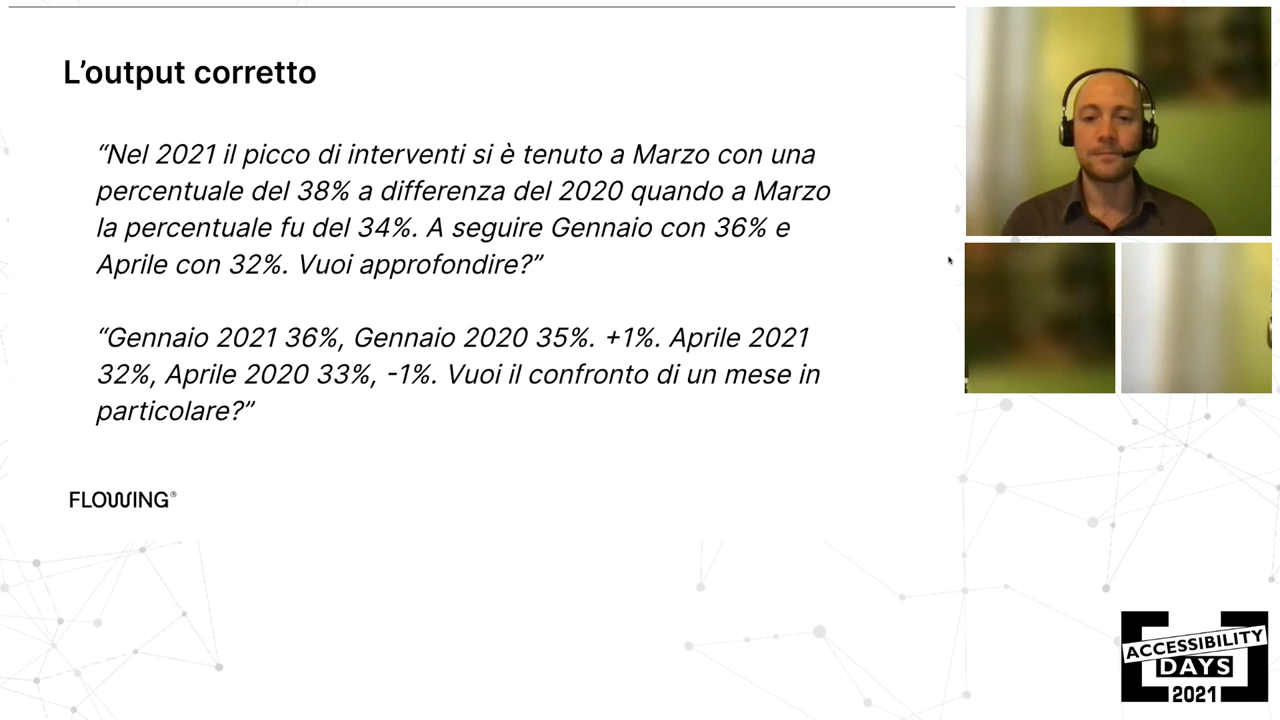 L’output corretto
“Nel 2021 il picco di interventi si è tenuto a Marzo con una
percentuale del 38% a differenza del 2020 quando a Marzo
la percentuale fu del 34%. A seguire Gennaio con 36% e
Aprile con 32%. Vuoi approfondire?”
“Gennaio 2021 36%, Gennaio 2020 35%. +1%. Aprile 2021
32%, Aprile 2020 33%, -1%. Vuoi il confronto di un mese in
particolare?”
FLOWING®
ACCESSIBILITY
DAYS
2021